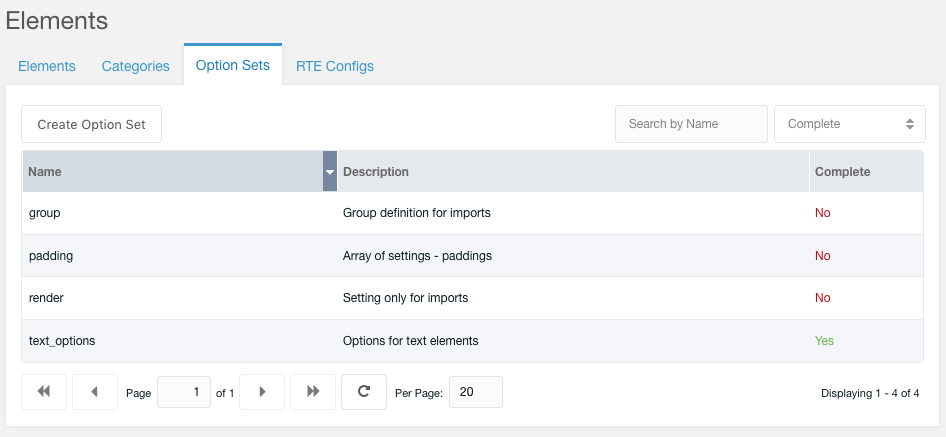 Elements
Elements Categories Option Sets RTE Configs
Create Option Set Search by Name Complete
Name Description Complete
group Group definition for imports No
padding Array of settings - paddings No
render Setting only for imports No
text_options Options for text elements Yes
Page 1 of 1 Per Page: 20 Displaying 1 - 4 of 4